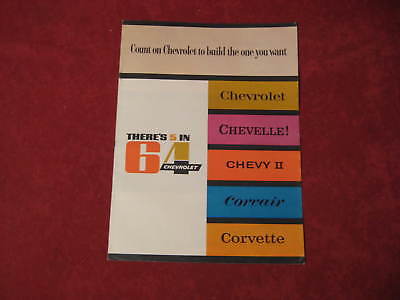 Count on Chevrolet to build the one you want
THERE'S 5 IN
64
CHEVROLET
Chevrolet
CHEVELLE!
CHEVY II
Corvair
Corvette